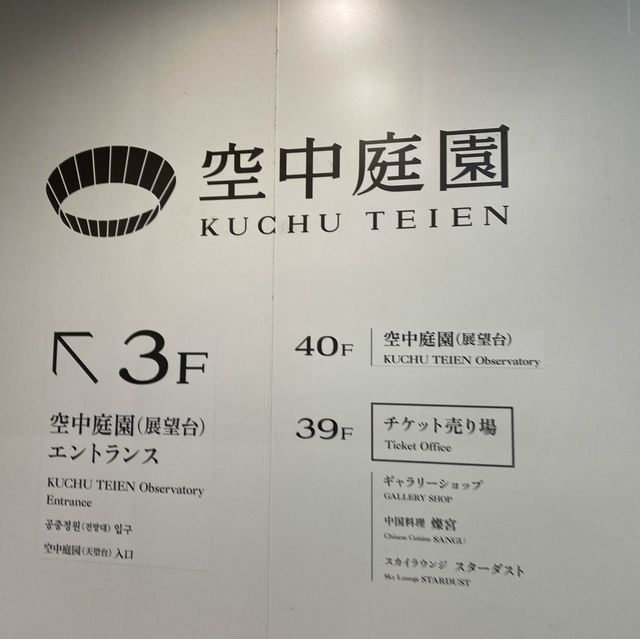 空中庭園
KUCHU TEIEN
3F
空中庭園(展望台)
エントランス
KUCHU TEIEN Observatory
Entrance
공중정원 (전망대) 입구
空中庭園(天望台)入口
40F
空中庭園(展望台)
KUCHU TEIEN Observatory
39F
チケット売り場
Ticket Office
ギャラリーショップ
GALLERY SHOP
中国料理 燦宮
Chinese Cuisine SANGU
スカイラウンジ スターダスト
Sky Lounge STARDUST